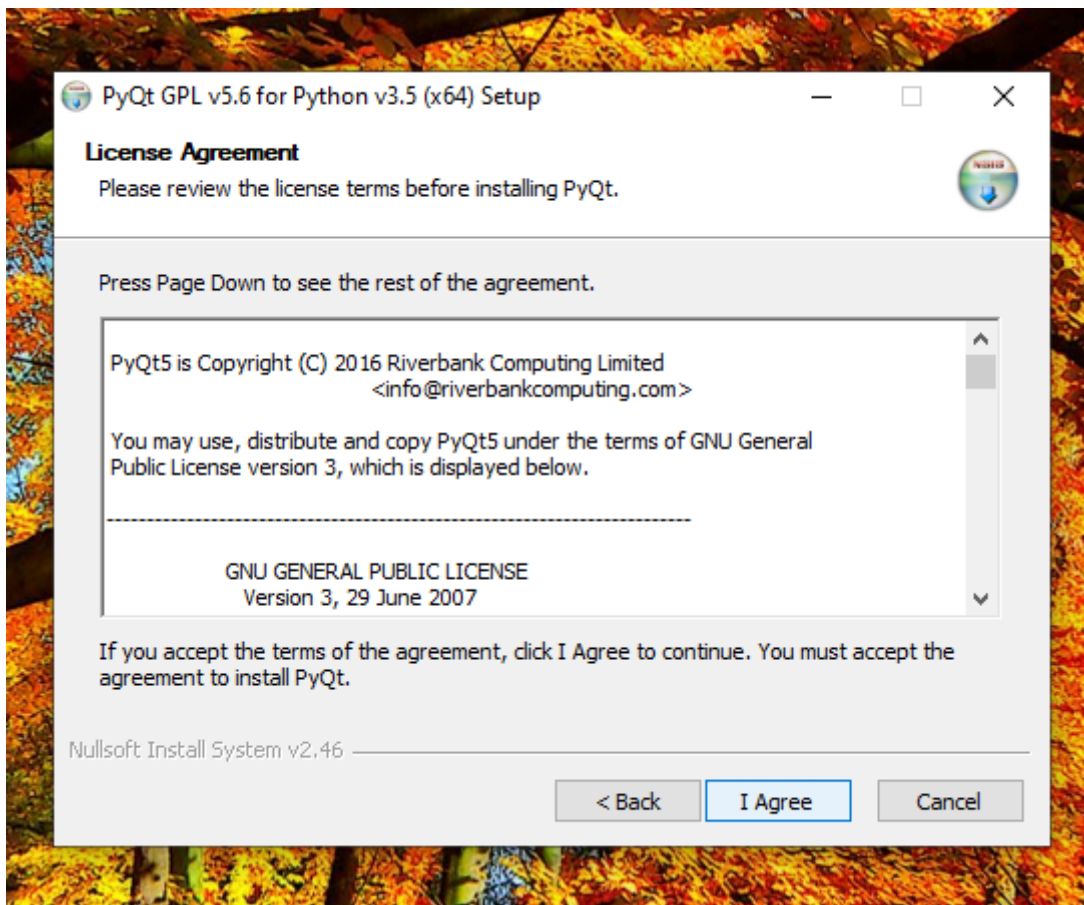 PyQt GPL v5.6 for Python v3.5 (x64) Setup
License Agreement
Please review the license terms before installing PyQt.
Press Page Down to see the rest of the agreement.
PyQt5 is Copyright (C) 2016 Riverbank Computing Limited
<info@riverbankcomputing.com>
You may use, distribute and copy PyQt5 under the terms of GNU General
Public License version 3, which is displayed below.
-------------------------------------------------------------------------
GNU GENERAL PUBLIC LICENSE
Version 3, 29 June 2007
If you accept the terms of the agreement, click I Agree to continue. You must accept the
agreement to install PyQt.
Nullsoft Install System v2.46
< Back
I Agree
Cancel